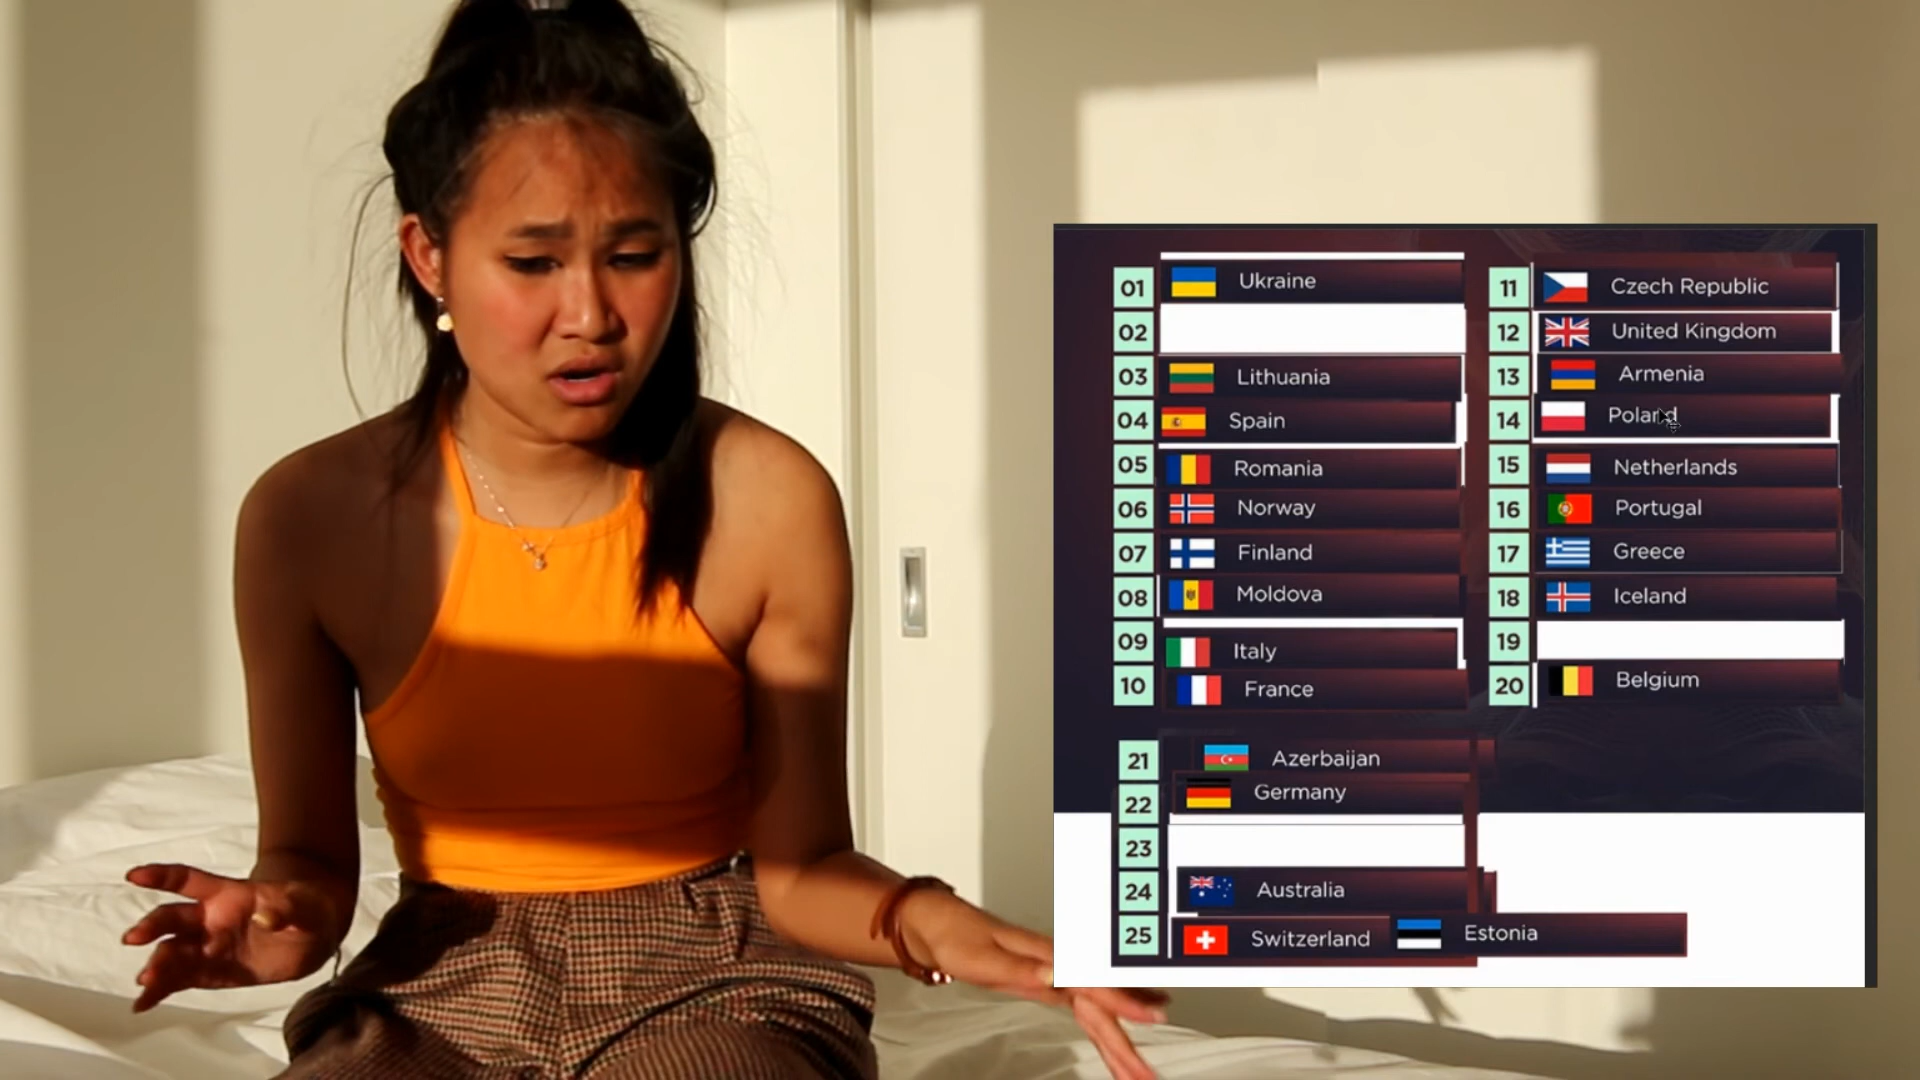 01 Ukraine
02
03 Lithuania
04 Spain
05 Romania
06 Norway
07 Finland
08 Moldova
09 Italy
10 France
11 Czech Republic
12 United Kingdom
13 Armenia
14 Poland
15 Netherlands
16 Portugal
17 Greece
18 Iceland
19
20 Belgium
21 Azerbaijan
22 Germany
23
24 Australia
25 Switzerland Estonia